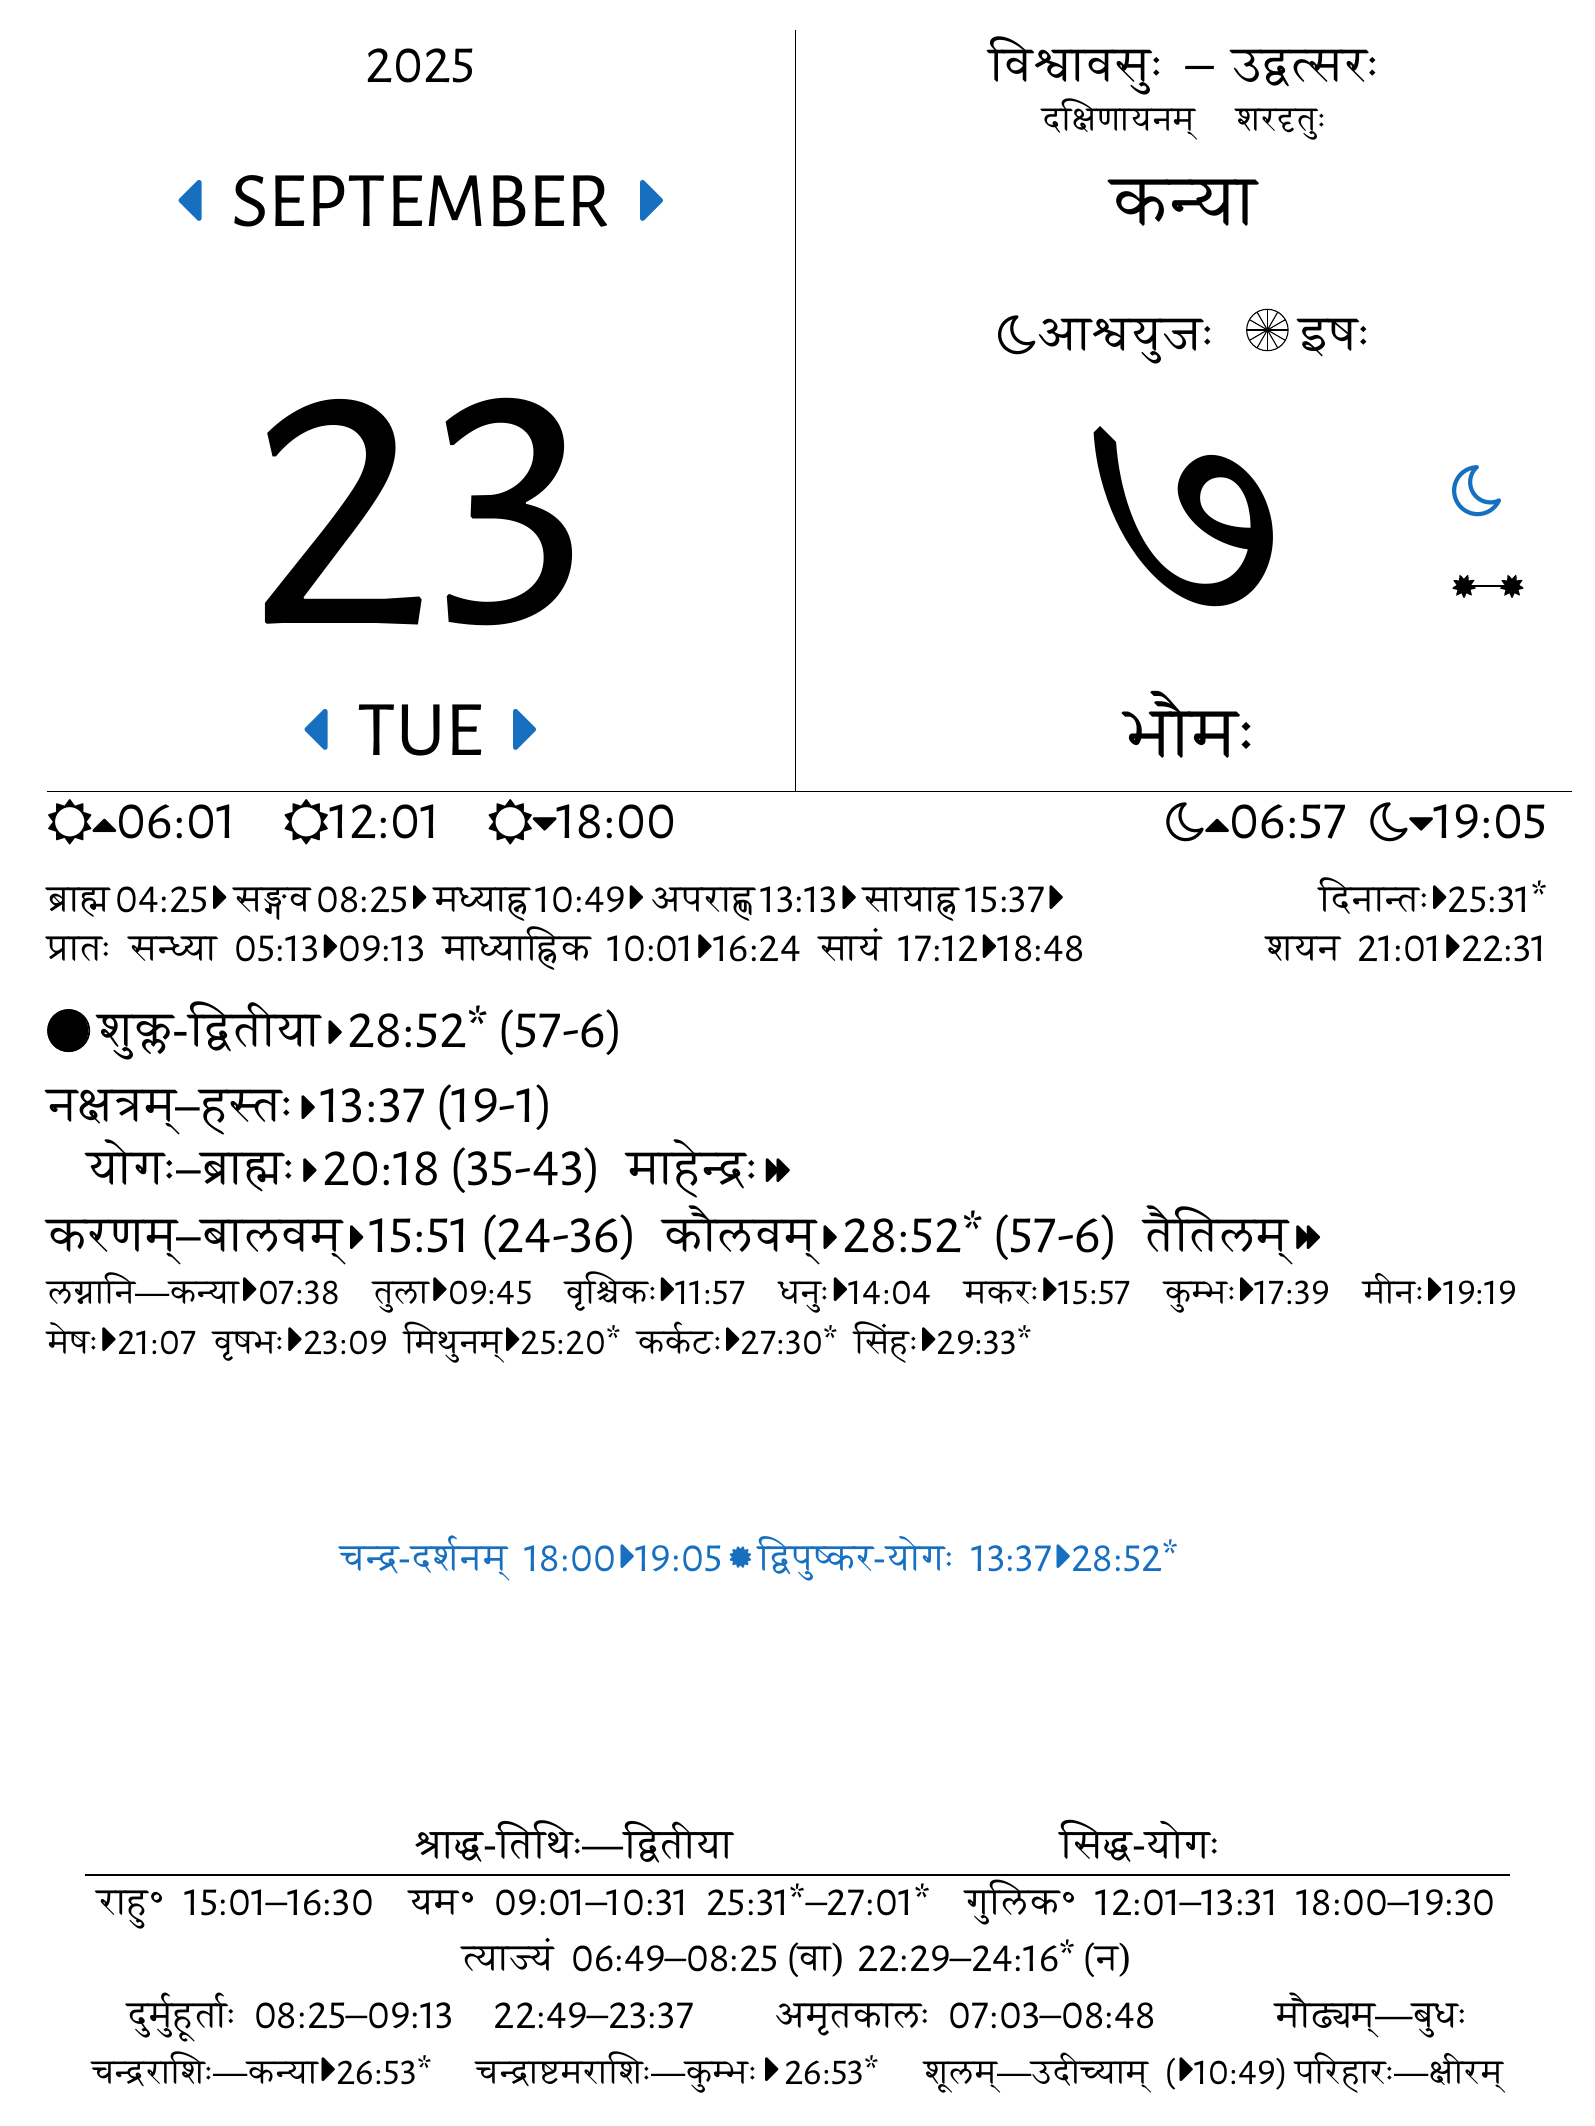 2025
SEPTEMBER
23
TUE
विश्वावसुः – उद्वत्सरः
दक्षिणायनम् शरदृतुः
कन्या
आश्वयुजः इषः
७
भौमः
06:01 12:01 18:00 06:57 19:05
ब्राह्म 04:25 सङ्गव 08:25 मध्याह्न 10:49 अपराह्ण 13:13 सायाह्न 15:37 दिनान्तः 25:31*
प्रातः सन्ध्या 05:13 09:13 माध्याह्निक 10:01 16:24 सायं 17:12 18:48 शयन 21:01 22:31
शुक्ल-द्वितीया 28:52* (57-6)
नक्षत्रम्–हस्तः 13:37 (19-1)
योगः–ब्राह्मः 20:18 (35-43) माहेन्द्रः
करणम्–बालवम् 15:51 (24-36) कौलवम् 28:52* (57-6) तैतिलम्
लग्नानि—कन्या 07:38 तुला 09:45 वृश्चिकः 11:57 धनुः 14:04 मकरः 15:57 कुम्भः 17:39 मीनः 19:19
मेषः 21:07 वृषभः 23:09 मिथुनम् 25:20* कर्कटः 27:30* सिंहः 29:33*
चन्द्र-दर्शनम् 18:00 19:05 द्विपुष्कर-योगः 13:37 28:52*
श्राद्ध-तिथिः—द्वितीया सिद्ध-योगः
राहु॰ 15:01–16:30 यम॰ 09:01–10:31 25:31*–27:01* गुलिक॰ 12:01–13:31 18:00–19:30
त्याज्यं 06:49–08:25 (वा) 22:29–24:16* (न)
दुर्मुहूर्ताः 08:25–09:13 22:49–23:37 अमृतकालः 07:03–08:48 मौढ्यम्—बुधः
चन्द्रराशिः—कन्या 26:53* चन्द्राष्टमराशिः—कुम्भः 26:53* शूलम्—उदीच्याम् ( 10:49) परिहारः—क्षीरम्